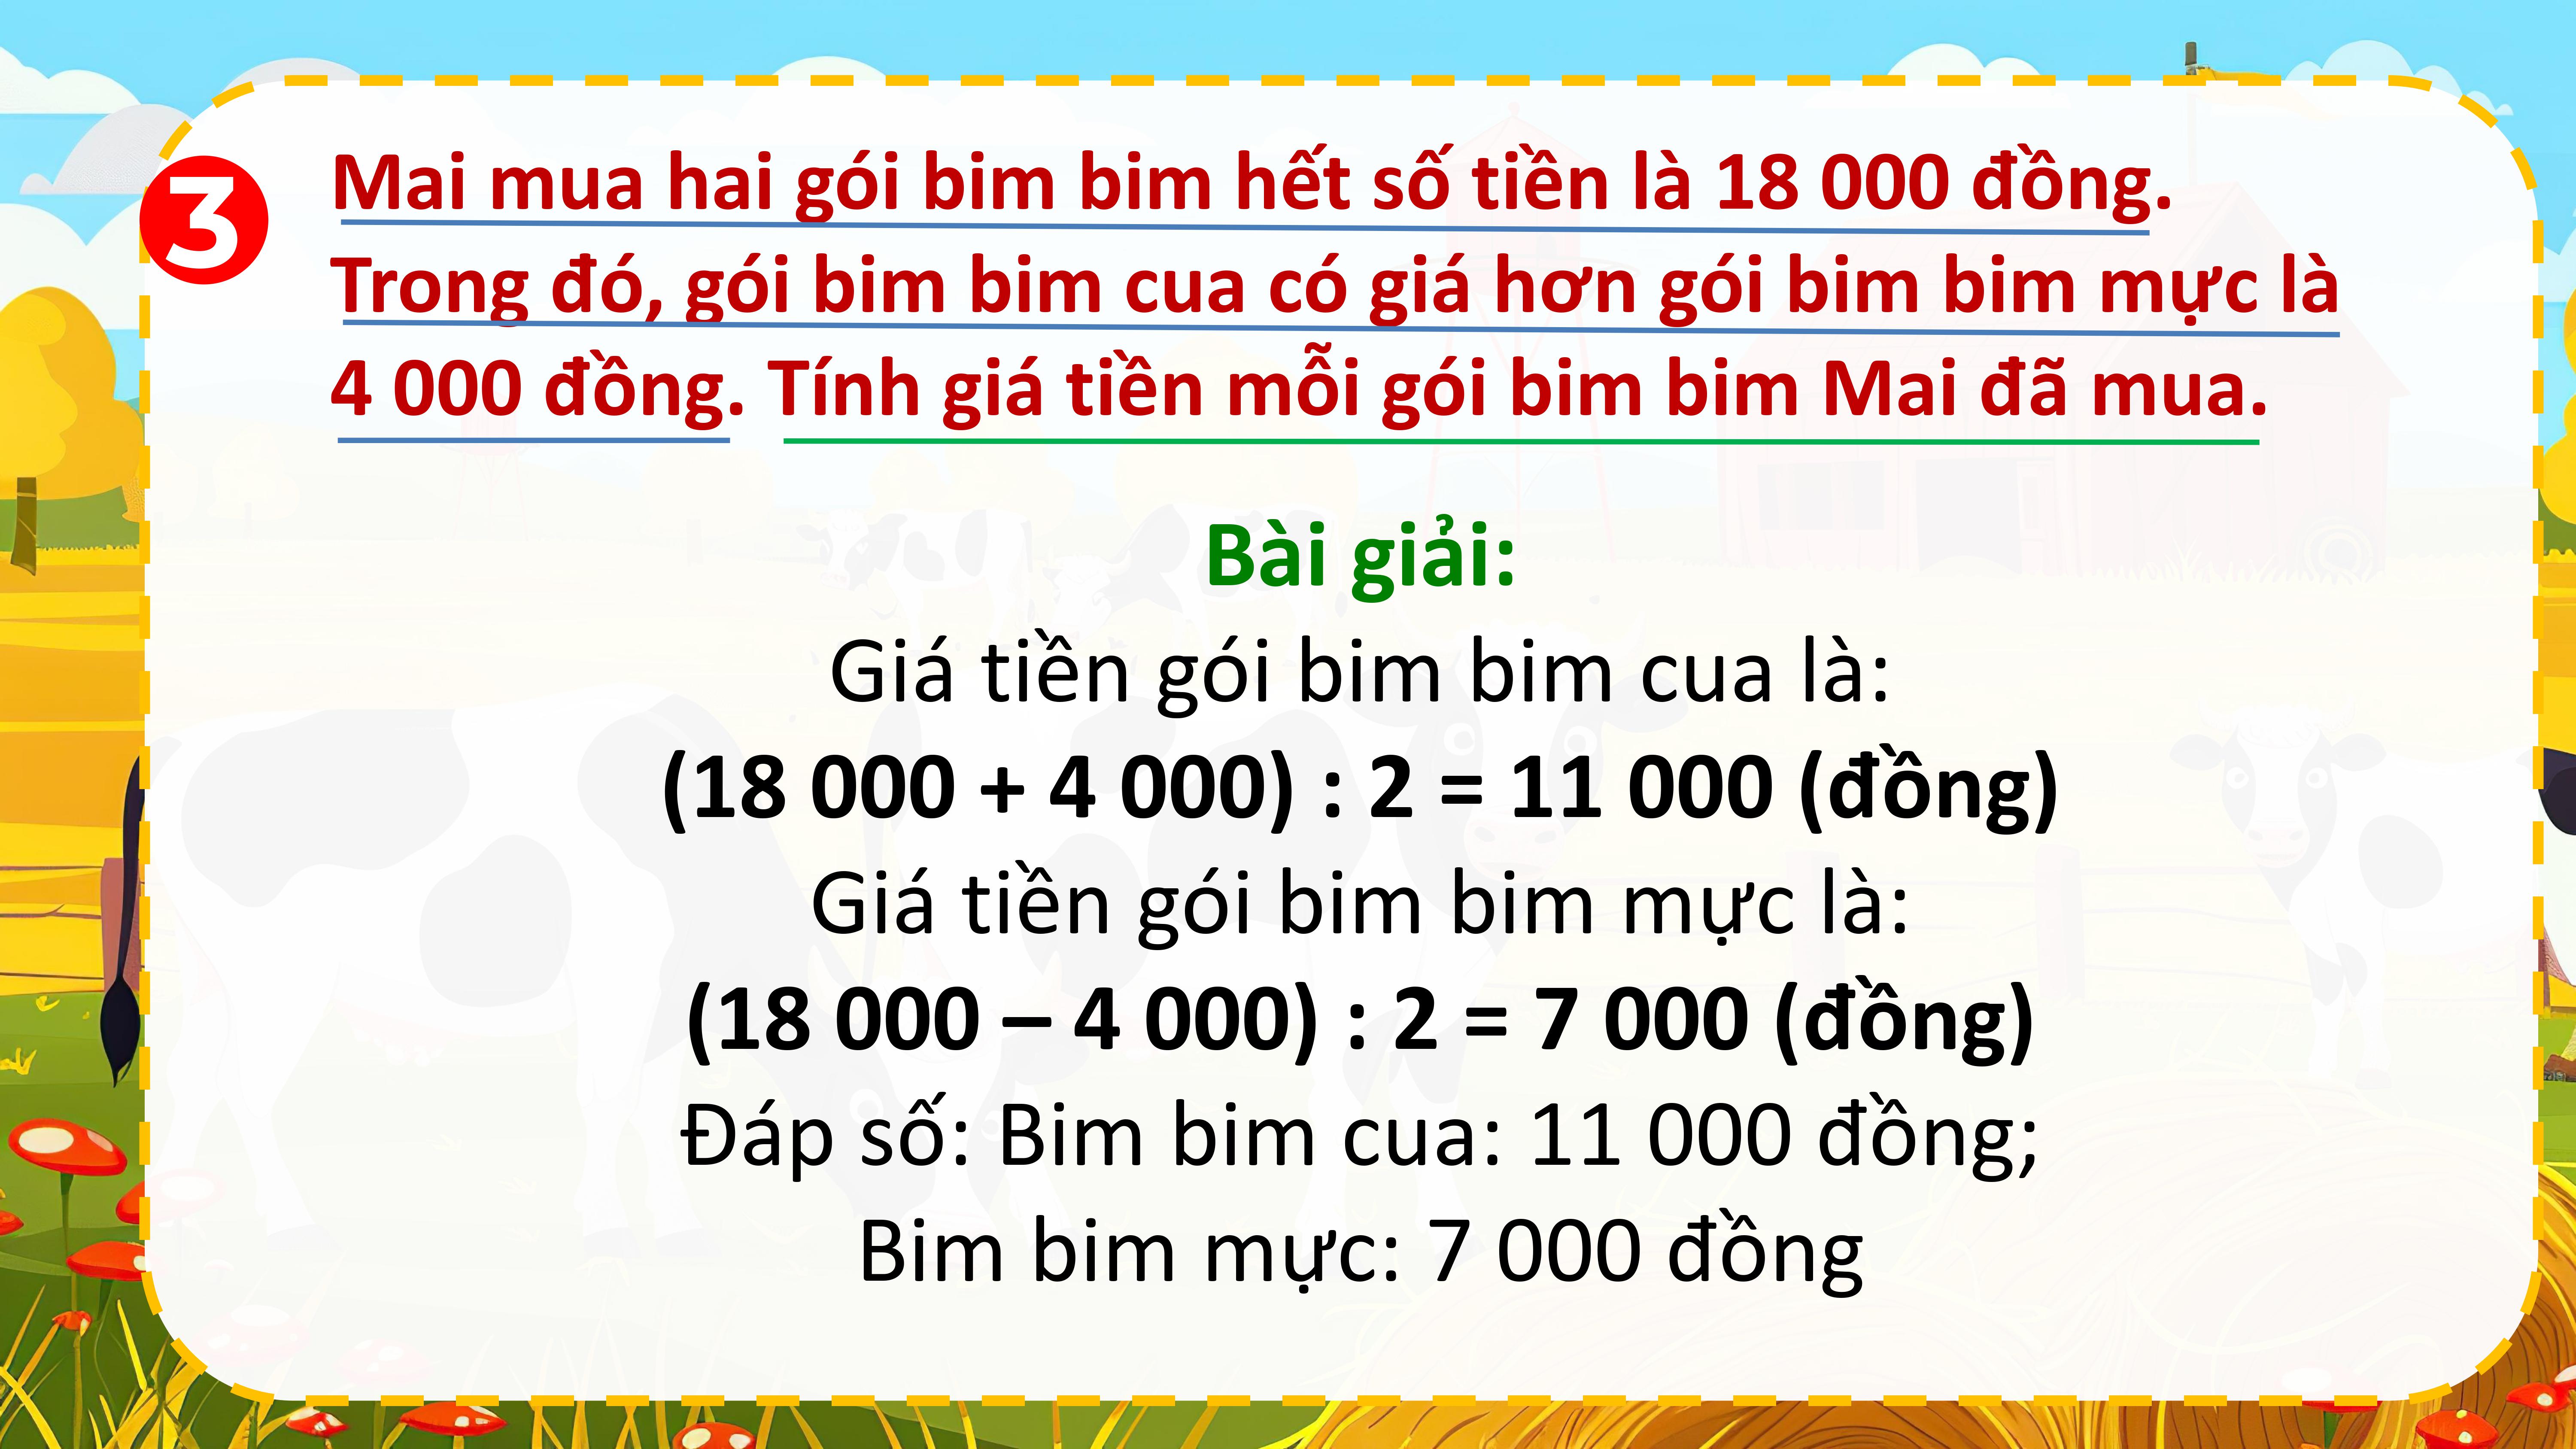 3
Mai mua hai gói bim bim hết số tiền là 18 000 đồng.
Trong đó, gói bim bim cua có giá hơn gói bim bim mực là
4 000 đồng. Tính giá tiền mỗi gói bim bim Mai đã mua.
Bài giải:
Giá tiền gói bim bim cua là:
(18 000 + 4 000) : 2 = 11 000 (đồng)
Giá tiền gói bim bim mực là:
(18 000 – 4 000) : 2 = 7 000 (đồng)
Đáp số: Bim bim cua: 11 000 đồng;
Bim bim mực: 7 000 đồng